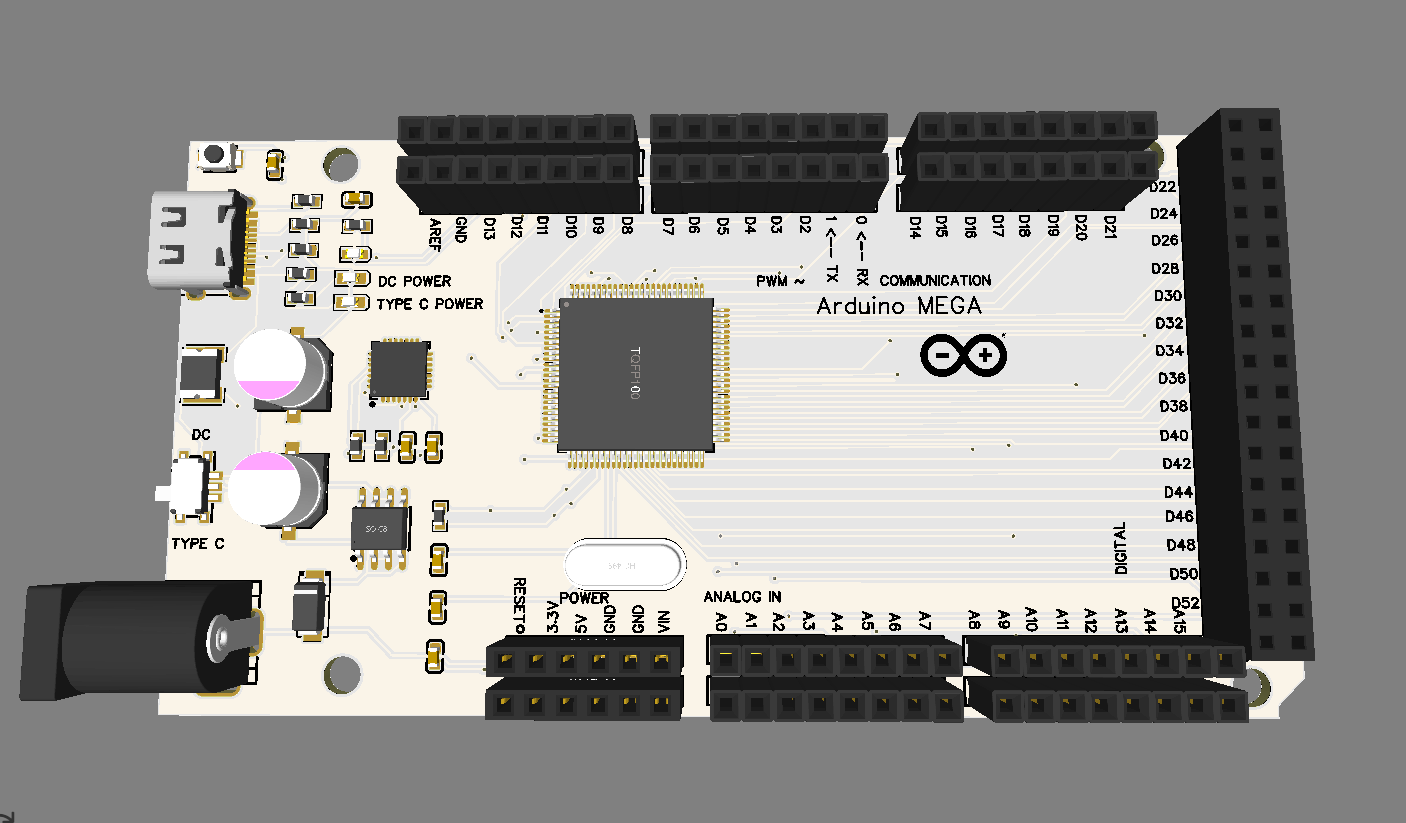 D22
D24
D26
D28
D30
D32
D34
D36
D38
D40
D42
D44
D46
D48
D50
D52
AREF
GND
D13
D12
D11
D10
D9
D8
D7
D6
D5
D4
D3
D2
1 <-- TX
0 <-- RX
D14
D15
D16
D17
D18
D19
D20
D21
DC POWER
TYPE C POWER
PWM ~
COMMUNICATION
Arduino MEGA
TQFP100
DC
TYPE C
DIGITAL
POWER
ANALOG IN
RESET
3.3V
5V
GND
GND
VIN
A0
A1
A2
A3
A4
A5
A6
A7
A8
A9
A10
A11
A12
A13
A14
A15